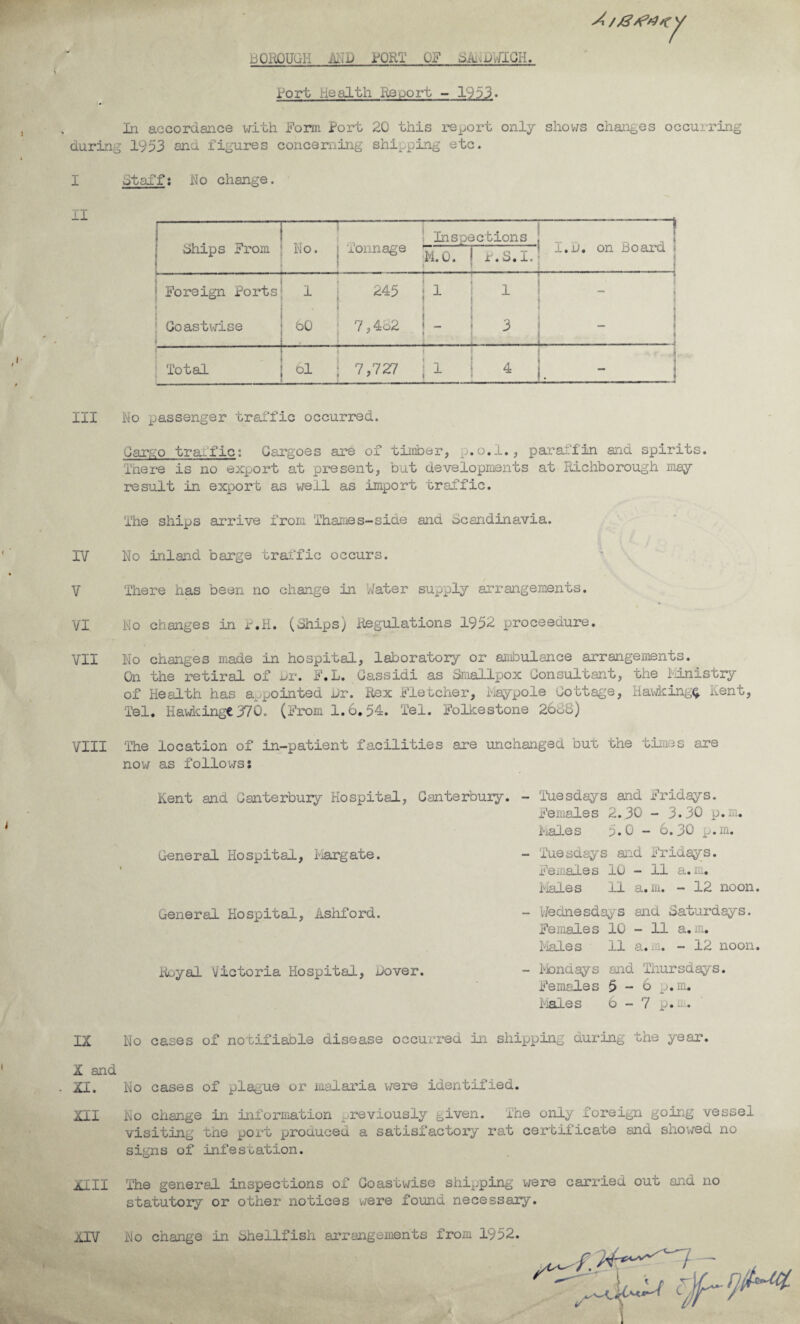 LIBRARY
BOROUGH AND PORT OF SANDWICH.
Port Health Report - 1953.
In accordance with Form Port 20 this report only shows changes occurring
during 1953 and figures concerning shipping etc.
I Staff: No change.
II
Ships From No. Tonnage Inspections I.D. on Board
M.O. P.S.I.
Foreign Ports 1 245 1 1 -
Coastwise 60 7,482 - 3 -
Total 61 7,727 1 4 -
III No passenger traffic occurred.
Cargo traffic: Cargoes are of timber, p.o.l., paraffin and spirits.
There is no export at present, but developments at Richborough may
result in export as well as import traffic.
The ships arrive from Thames-side and Scandinavia.
IV No inland barge traffic occurs.
V There has been no change in Water supply arrangements.
VI No changes in P.H. (Ships) Regulations 1952 proceedure.
VII No changes made in hospital, laboratory or ambulance arrangements.
On the retiral of Dr. F.L. Cassidi as Smallpox Consultant, the Ministry
of Health has appointed Dr. Rex Fletcher, Maypole Cottage, Hawkinge, Kent,
Tel. Hawkinge 370. (From 1.6.54. Tel. Folkestone 2688)
VIII The location of in-patient facilities are unchanged but the times are
now as follows:
Kent and Canterbury Hospital, Canterbury. - Tuesdays and Fridays.
Females 2.30 - 3.30 p.m.
Males 5.0 - 6.30 p.m.
General Hospital, Margate. - Tuesdays and Fridays.
Females 10 - 11 a.m.
Males 11 a.m. - 12 noon.
General Hospital, Ashford. - Wednesdays and Saturdays.
Females 10 - 11 a.m.
Males 11 a.m. - 12 noon.
Royal Victoria Hospital, Dover. - Mondays and Thursdays.
Females 5 - 6 p.m.
Males 6 - 7 p.m.
IX No cases of notifiable disease occurred in shipping during the year.
X and
XI. No cases of plague or malaria were identified.
XII No change in information previously given. The only foreign going vessel
visiting the port produced a satisfactory rat certificate and showed no
signs of infestation.
XIII The general inspections of Coastwise shipping were carried out and no
statutory or other notices were found necessary.
XIV No change in Shellfish arrangements from 1952.